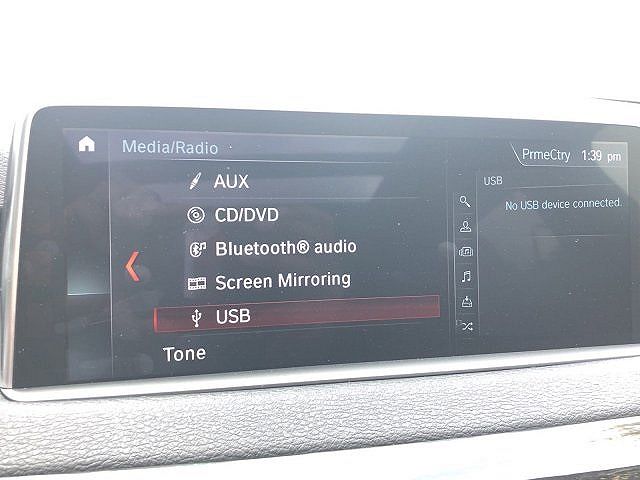 Media/Radio
PrmeCtry 1:39 pm
AUX
USB
CD/DVD
No USB device connected.
Bluetooth® audio
Screen Mirroring
USB
Tone